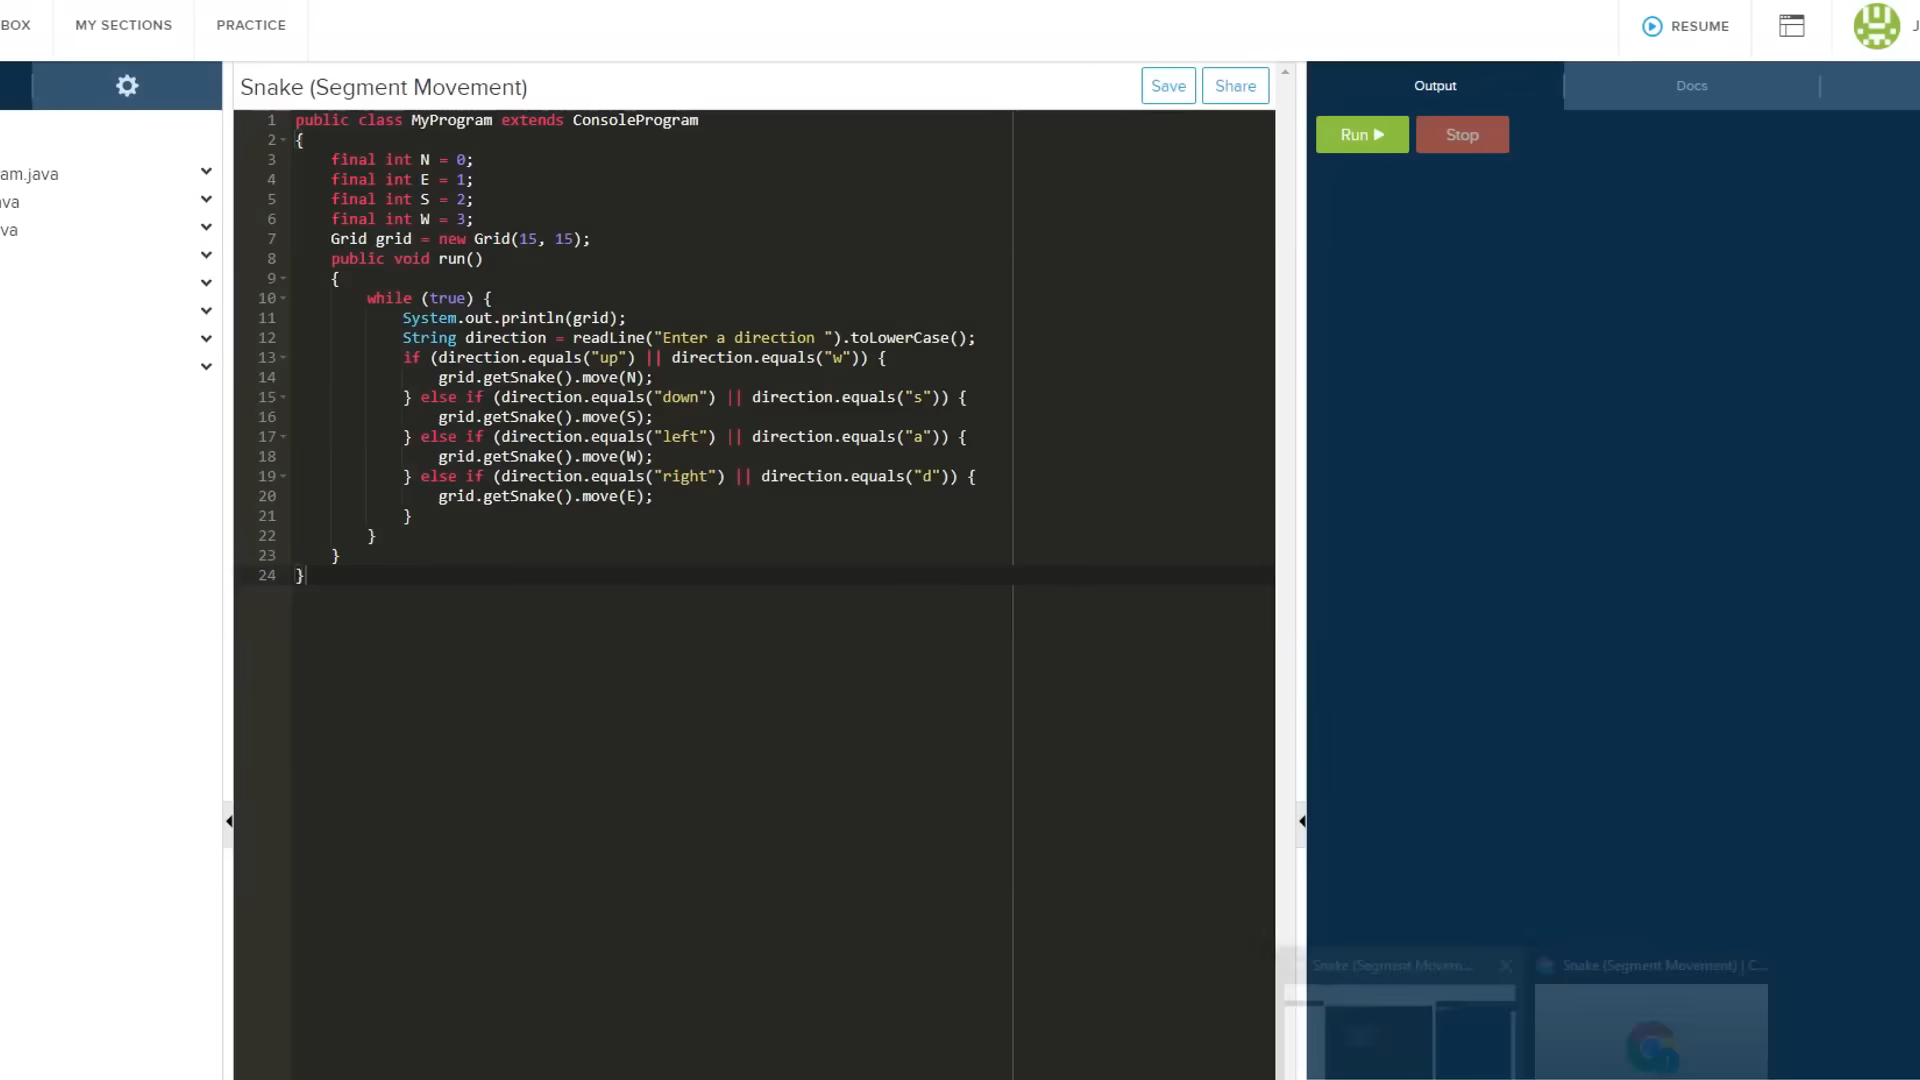 BOX
MY SECTIONS
PRACTICE
RESUME
J
Snake (Segment Movement)
Save
Share
Output
Docs
Run
Stop
am.java
va
va
1 public class MyProgram extends ConsoleProgram
2 {
3 final int N = 0;
4 final int E = 1;
5 final int S = 2;
6 final int W = 3;
7 Grid grid = new Grid(15, 15);
8 public void run()
9 {
10 while (true) {
11 System.out.println(grid);
12 String direction = readLine("Enter a direction ").toLowerCase();
13 if (direction.equals("up") || direction.equals("w")) {
14 grid.getSnake().move(N);
15 } else if (direction.equals("down") || direction.equals("s")) {
16 grid.getSnake().move(S);
17 } else if (direction.equals("left") || direction.equals("a")) {
18 grid.getSnake().move(W);
19 } else if (direction.equals("right") || direction.equals("d")) {
20 grid.getSnake().move(E);
21 }
22 }
23 }
24 }
Snake (Segment Movem...
Snake (Segment Movement) | C...